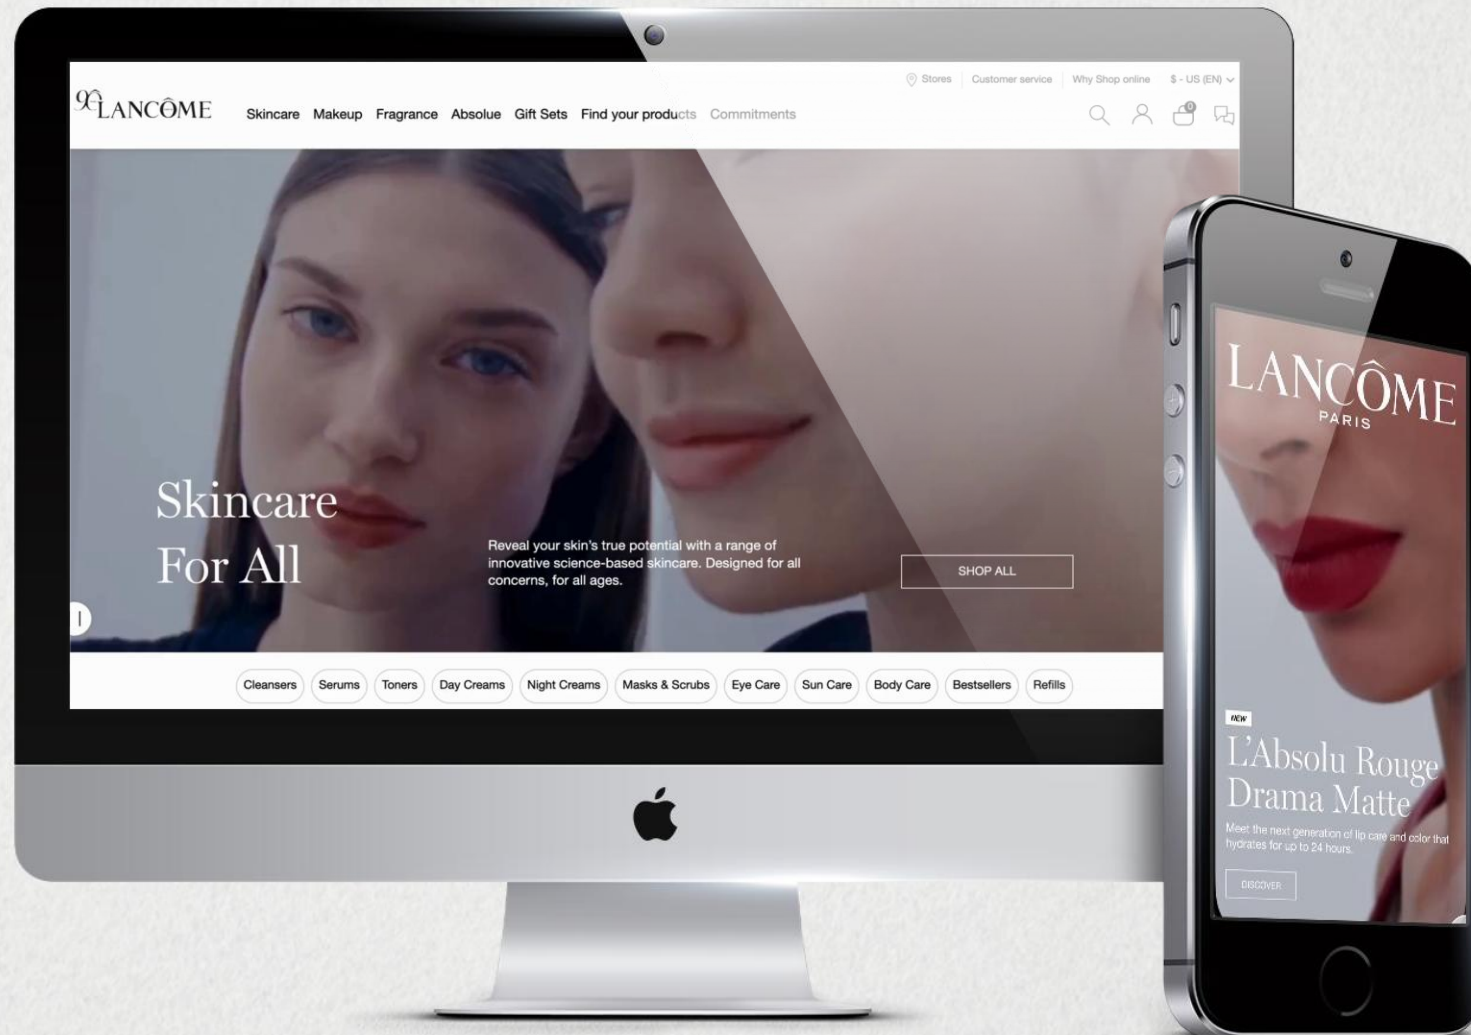 Stores Customer service Why Shop online $ - US (EN)
LANCÔME
Skincare Makeup Fragrance Absolue Gift Sets Find your products Commitments
0
Skincare
For All
Reveal your skin's true potential with a range of
innovative science-based skincare. Designed for all
concerns, for all ages.
SHOP ALL
Cleansers Serums Toners Day Creams Night Creams Masks & Scrubs Eye Care Sun Care Body Care Bestsellers Refills
LANCÔME
PARIS
NEW
L'Absolu Rouge
Drama Matte
Meet the next generation of lip care and color that
hydrates for up to 24 hours.
DISCOVER